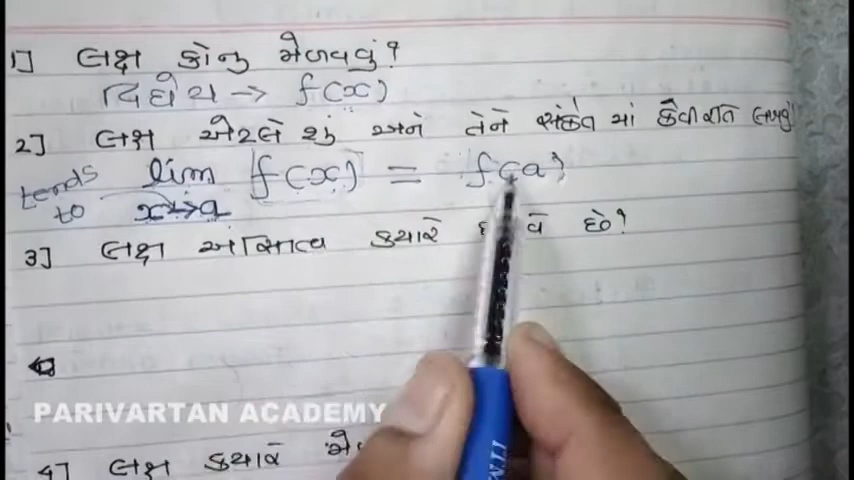 1] લક્ષ કોનુ મેળવવું?
વિધેય → f(x)
2] લક્ષ એટલે શું અને તેને સંકેત માં કેવી રીતે લખવું
tends to lim x→a f(x) = f(a)
3] લક્ષ અસ્તિત્વ ક્યારે છે?
PARIVARTAN ACADEMY
4] લક્ષ ક્યારે